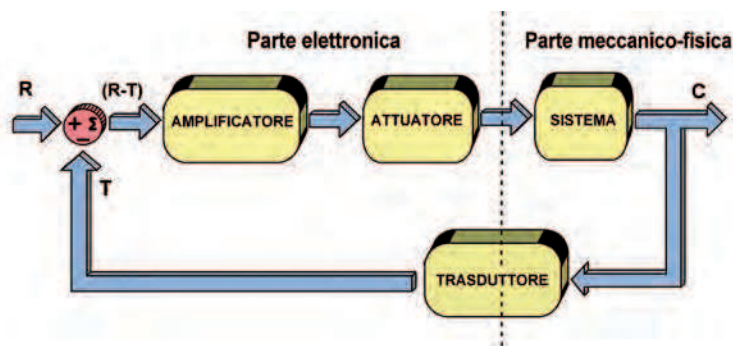 Parte elettronica
Parte meccanico-fisica
R
(R-T)
C
+ Σ
−
AMPLIFICATORE
ATTUATORE
SISTEMA
T
TRASDUTTORE